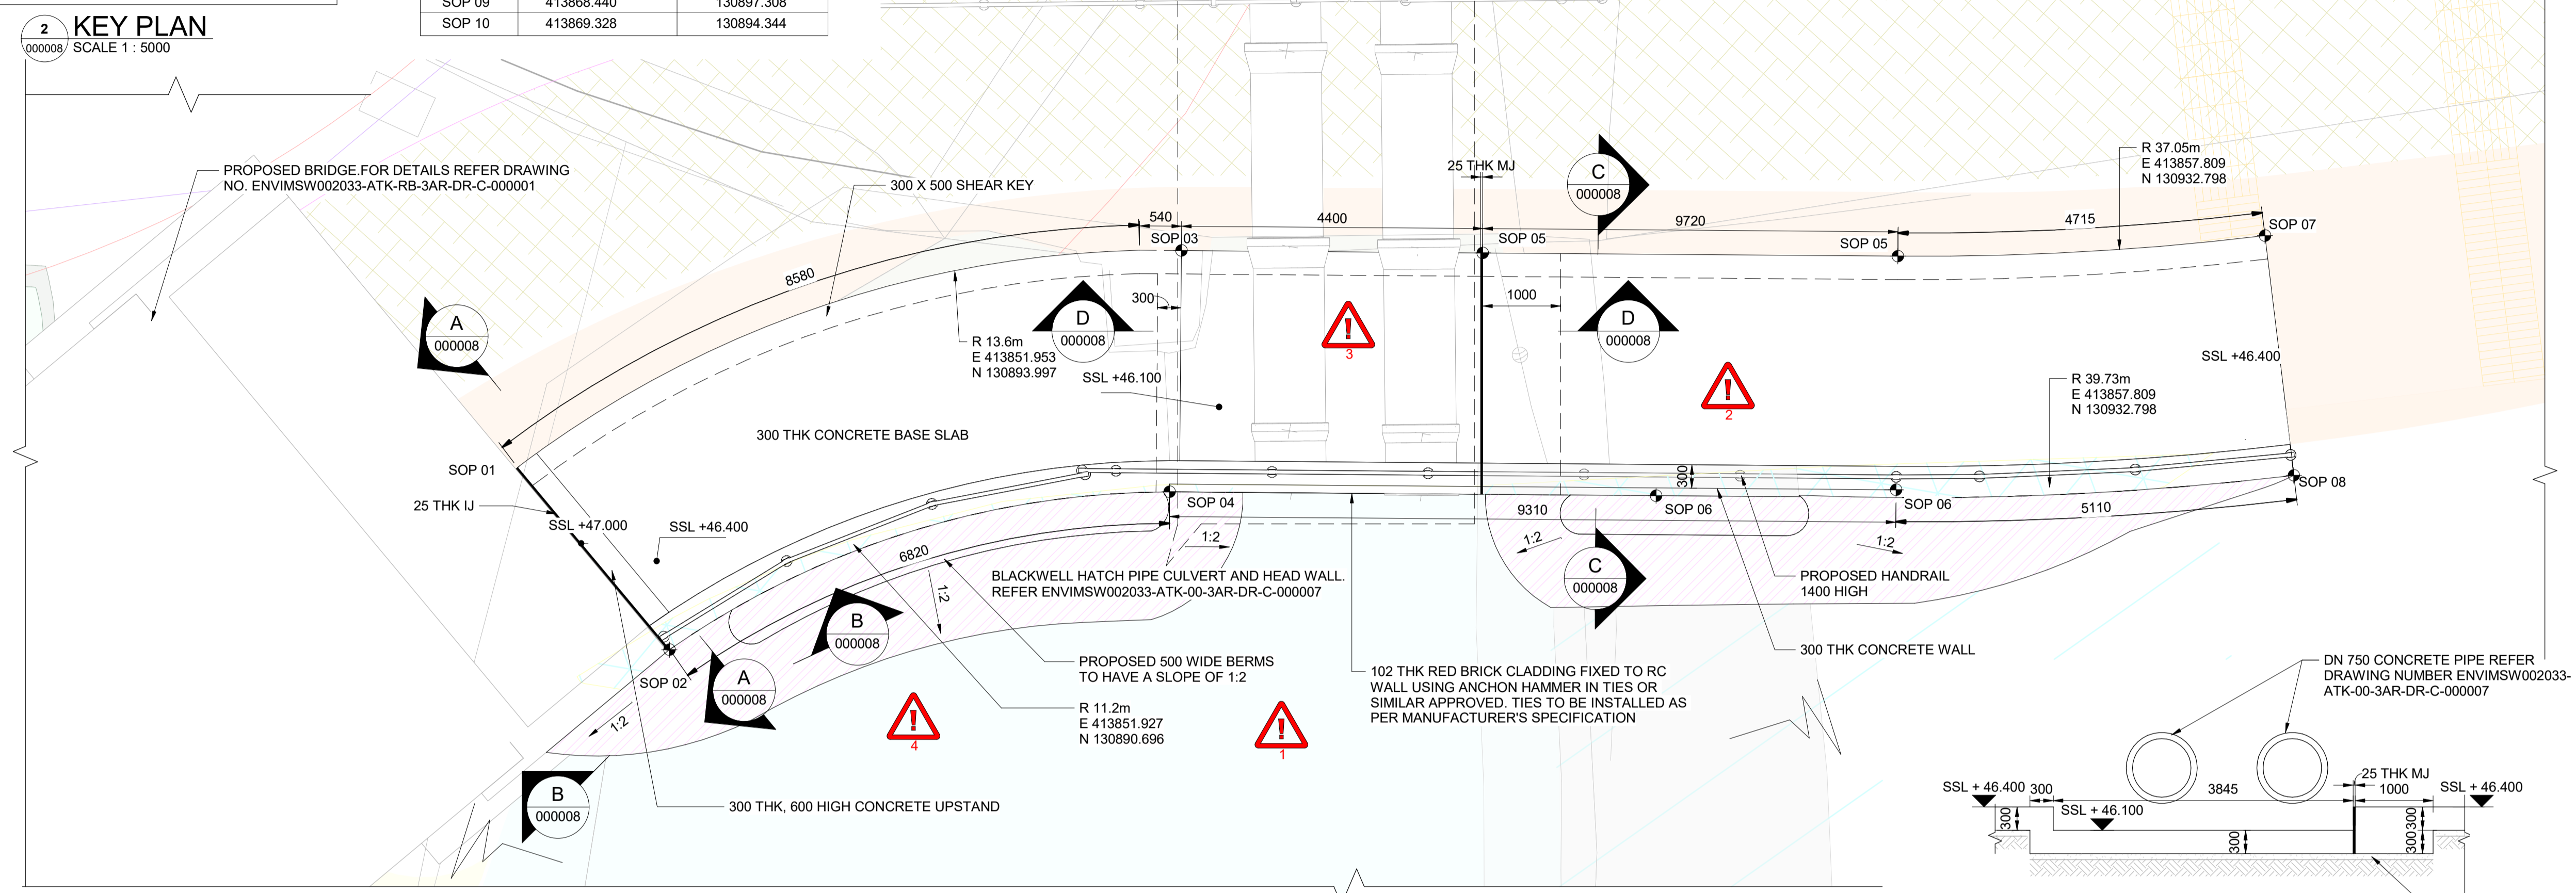 SOP 09 413868.440 130897.308
SOP 10 413869.328 130894.344
2
000008
KEY PLAN
SCALE 1 : 5000
PROPOSED BRIDGE.FOR DETAILS REFER DRAWING
NO. ENVIMSW002033-ATK-RB-3AR-DR-C-000001
300 X 500 SHEAR KEY
25 THK MJ
C
000008
R 37.05m
E 413857.809
N 130932.798
540
4400
9720
4715
SOP 03
SOP 05
SOP 05
SOP 07
8580
A
000008
300
D
000008
1000
D
000008
3
R 13.6m
E 413851.953
N 130893.997
SSL +46.100
SSL +46.400
2
R 39.73m
E 413857.809
N 130932.798
300 THK CONCRETE BASE SLAB
SOP 01
25 THK IJ
SSL +47.000
SSL +46.400
300
SOP 04
9310
SOP 06
SOP 06
5110
SOP 08
6820
1:2
1:2
1:2
1:2
1:2
BLACKWELL HATCH PIPE CULVERT AND HEAD WALL.
REFER ENVIMSW002033-ATK-00-3AR-DR-C-000007
C
000008
PROPOSED HANDRAIL
1400 HIGH
B
000008
300 THK CONCRETE WALL
PROPOSED 500 WIDE BERMS
TO HAVE A SLOPE OF 1:2
102 THK RED BRICK CLADDING FIXED TO RC
WALL USING ANCHON HAMMER IN TIES OR
SIMILAR APPROVED. TIES TO BE INSTALLED AS
PER MANUFACTURER'S SPECIFICATION
DN 750 CONCRETE PIPE REFER
DRAWING NUMBER ENVIMSW002033-
ATK-00-3AR-DR-C-000007
SOP 02
A
000008
R 11.2m
E 413851.927
N 130890.696
4
1
B
000008
300 THK, 600 HIGH CONCRETE UPSTAND
25 THK MJ
SSL + 46.400
300
3845
1000
SSL + 46.400
SSL + 46.100
300
300
300
300